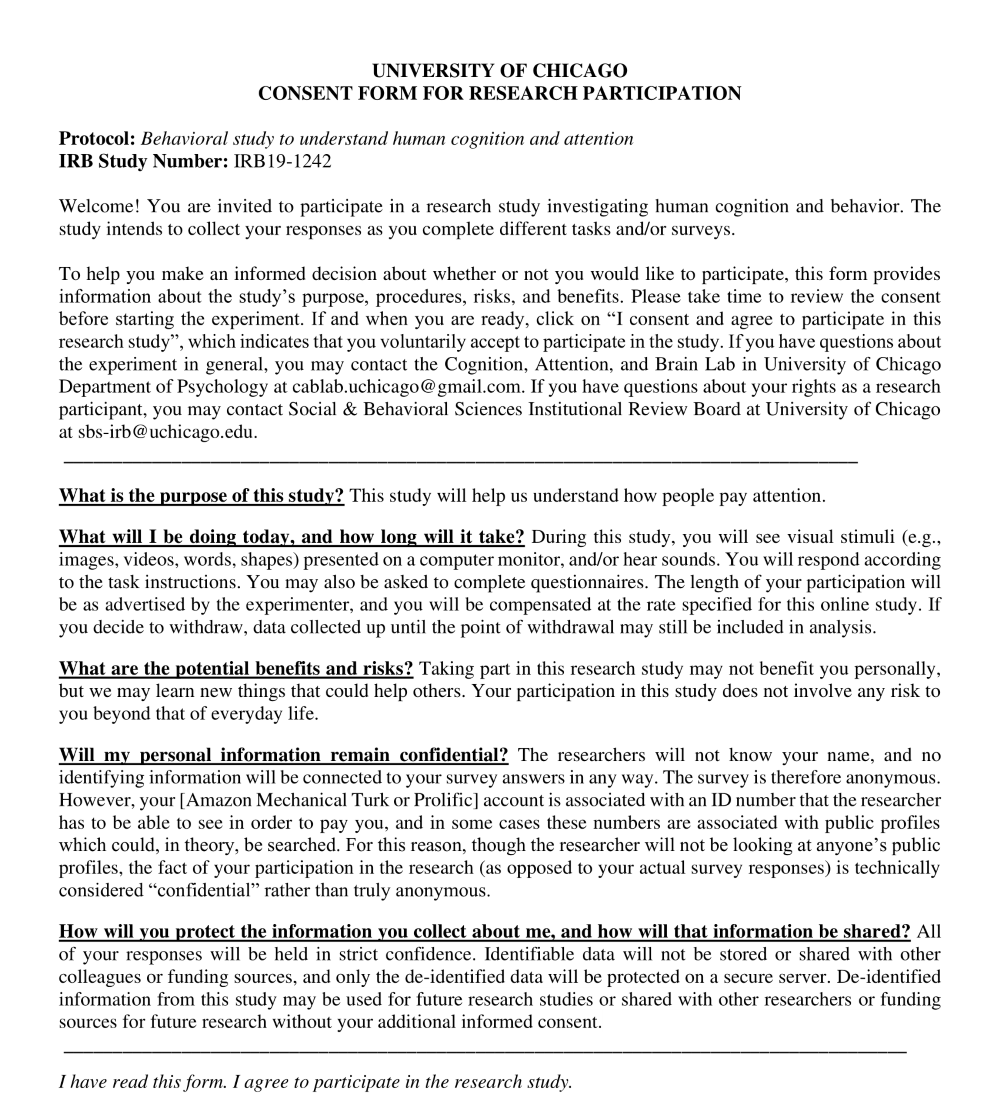 UNIVERSITY OF CHICAGO
CONSENT FORM FOR RESEARCH PARTICIPATION
Protocol: Behavioral study to understand human cognition and attention
IRB Study Number: IRB19-1242
Welcome! You are invited to participate in a research study investigating human cognition and behavior. The
study intends to collect your responses as you complete different tasks and/or surveys.
To help you make an informed decision about whether or not you would like to participate, this form provides
information about the study’s purpose, procedures, risks, and benefits. Please take time to review the consent
before starting the experiment. If and when you are ready, click on “I consent and agree to participate in this
research study”, which indicates that you voluntarily accept to participate in the study. If you have questions about
the experiment in general, you may contact the Cognition, Attention, and Brain Lab in University of Chicago
Department of Psychology at cablab.uchicago@gmail.com. If you have questions about your rights as a research
participant, you may contact Social & Behavioral Sciences Institutional Review Board at University of Chicago
at sbs-irb@uchicago.edu.
What is the purpose of this study? This study will help us understand how people pay attention.
What will I be doing today, and how long will it take? During this study, you will see visual stimuli (e.g.,
images, videos, words, shapes) presented on a computer monitor, and/or hear sounds. You will respond according
to the task instructions. You may also be asked to complete questionnaires. The length of your participation will
be as advertised by the experimenter, and you will be compensated at the rate specified for this online study. If
you decide to withdraw, data collected up until the point of withdrawal may still be included in analysis.
What are the potential benefits and risks? Taking part in this research study may not benefit you personally,
but we may learn new things that could help others. Your participation in this study does not involve any risk to
you beyond that of everyday life.
Will my personal information remain confidential? The researchers will not know your name, and no
identifying information will be connected to your survey answers in any way. The survey is therefore anonymous.
However, your [Amazon Mechanical Turk or Prolific] account is associated with an ID number that the researcher
has to be able to see in order to pay you, and in some cases these numbers are associated with public profiles
which could, in theory, be searched. For this reason, though the researcher will not be looking at anyone’s public
profiles, the fact of your participation in the research (as opposed to your actual survey responses) is technically
considered “confidential” rather than truly anonymous.
How will you protect the information you collect about me, and how will that information be shared? All
of your responses will be held in strict confidence. Identifiable data will not be stored or shared with other
colleagues or funding sources, and only the de-identified data will be protected on a secure server. De-identified
information from this study may be used for future research studies or shared with other researchers or funding
sources for future research without your additional informed consent.
I have read this form. I agree to participate in the research study.